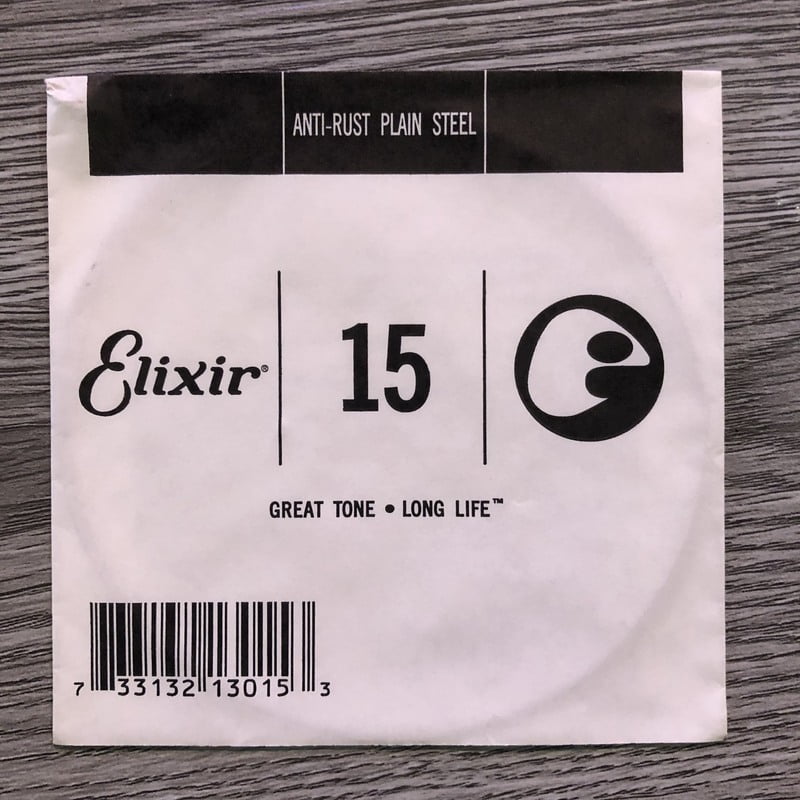 ANTI-RUST PLAIN STEEL
Elixir®
15
GREAT TONE • LONG LIFE™
7 33132 13015 3